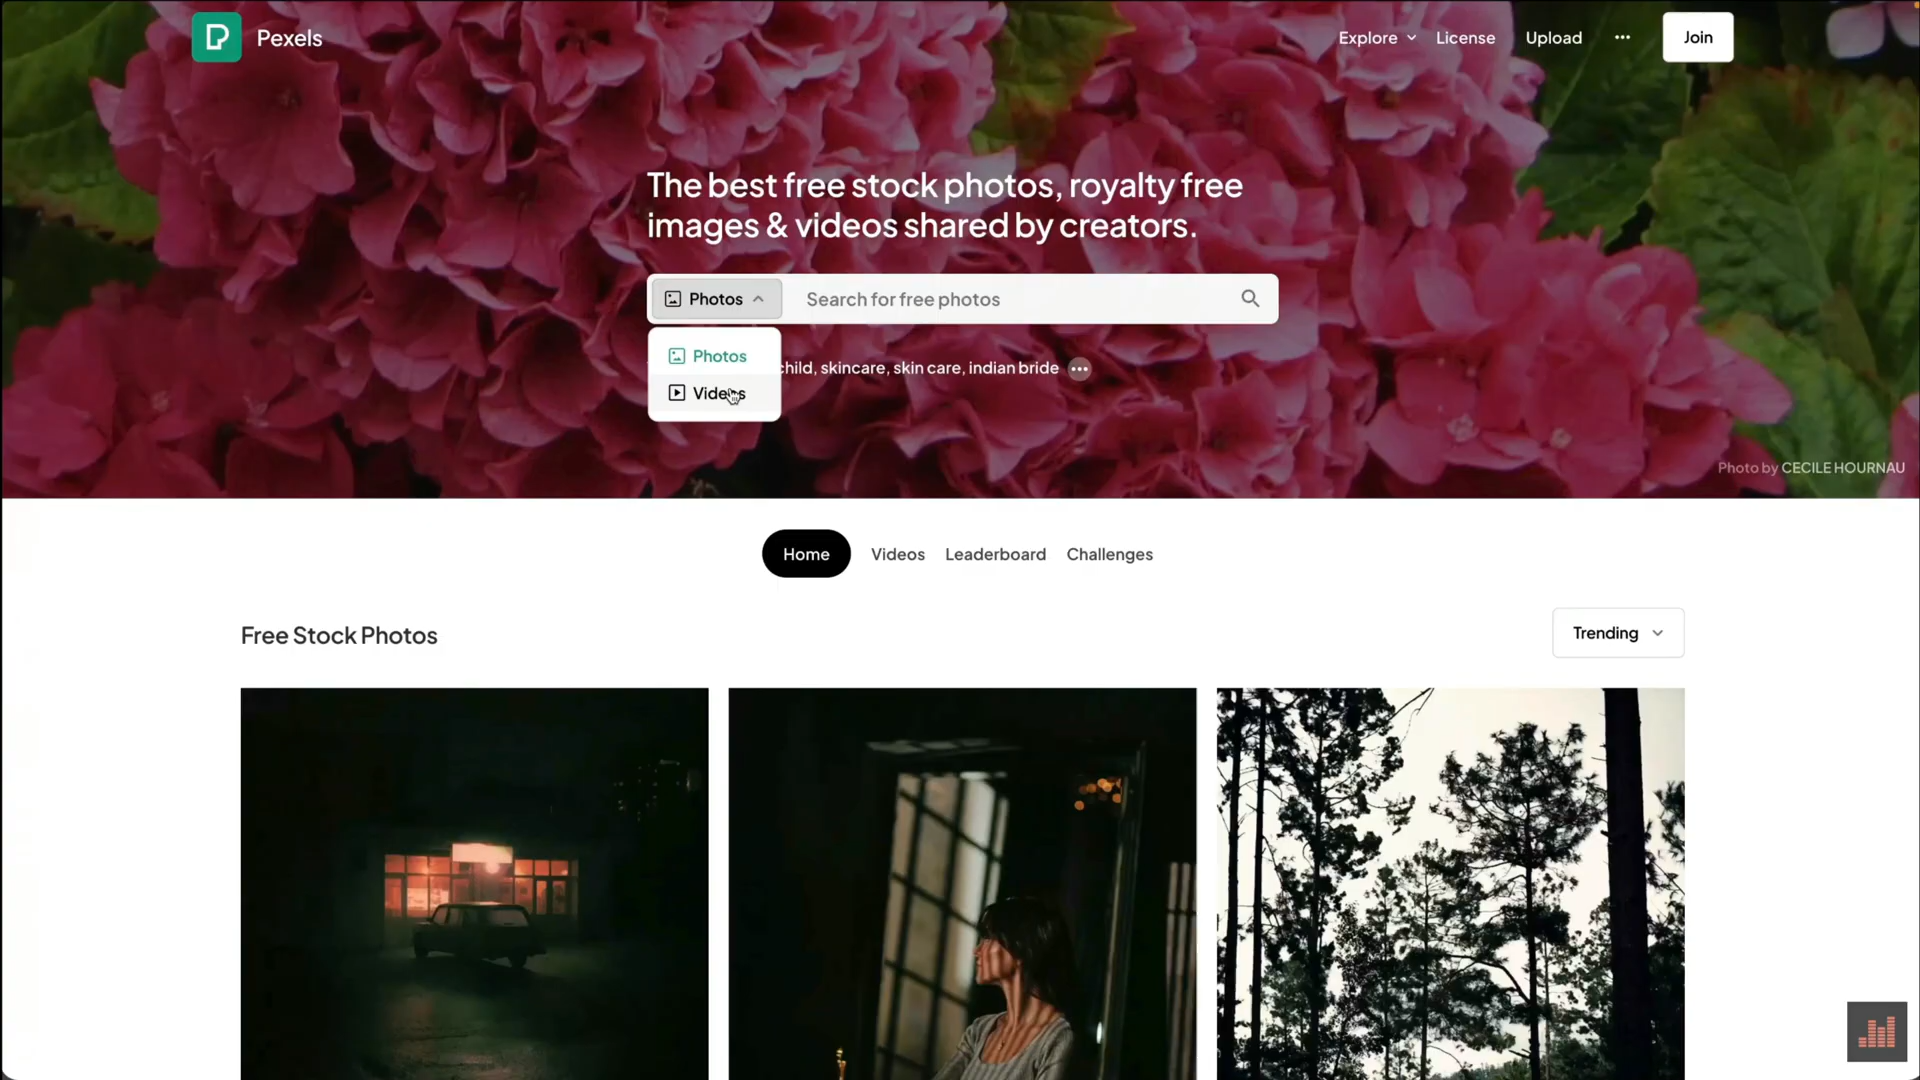 Pexels
Explore
License
Upload
Join
The best free stock photos, royalty free
images & videos shared by creators.
Photos
Search for free photos
Photos
child, skincare, skin care, indian bride
Videos
Photo by CECILE HOURNAU
Home
Videos
Leaderboard
Challenges
Free Stock Photos
Trending